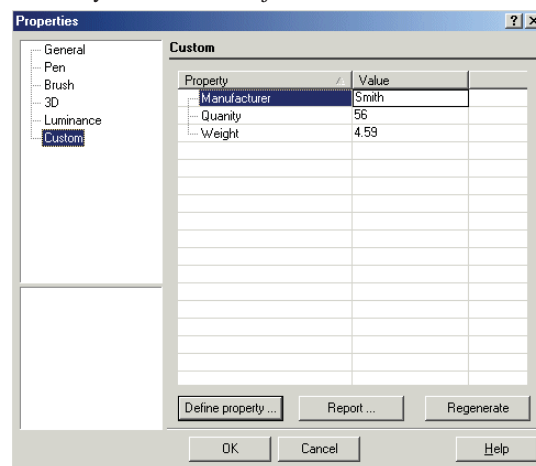 Properties
General
Pen
Brush
3D
Luminance
Custom
Custom
Property Value
Manufacturer Smith
Quanity 56
Weight 4.59
Define property ... Report ... Regenerate
OK Cancel Help